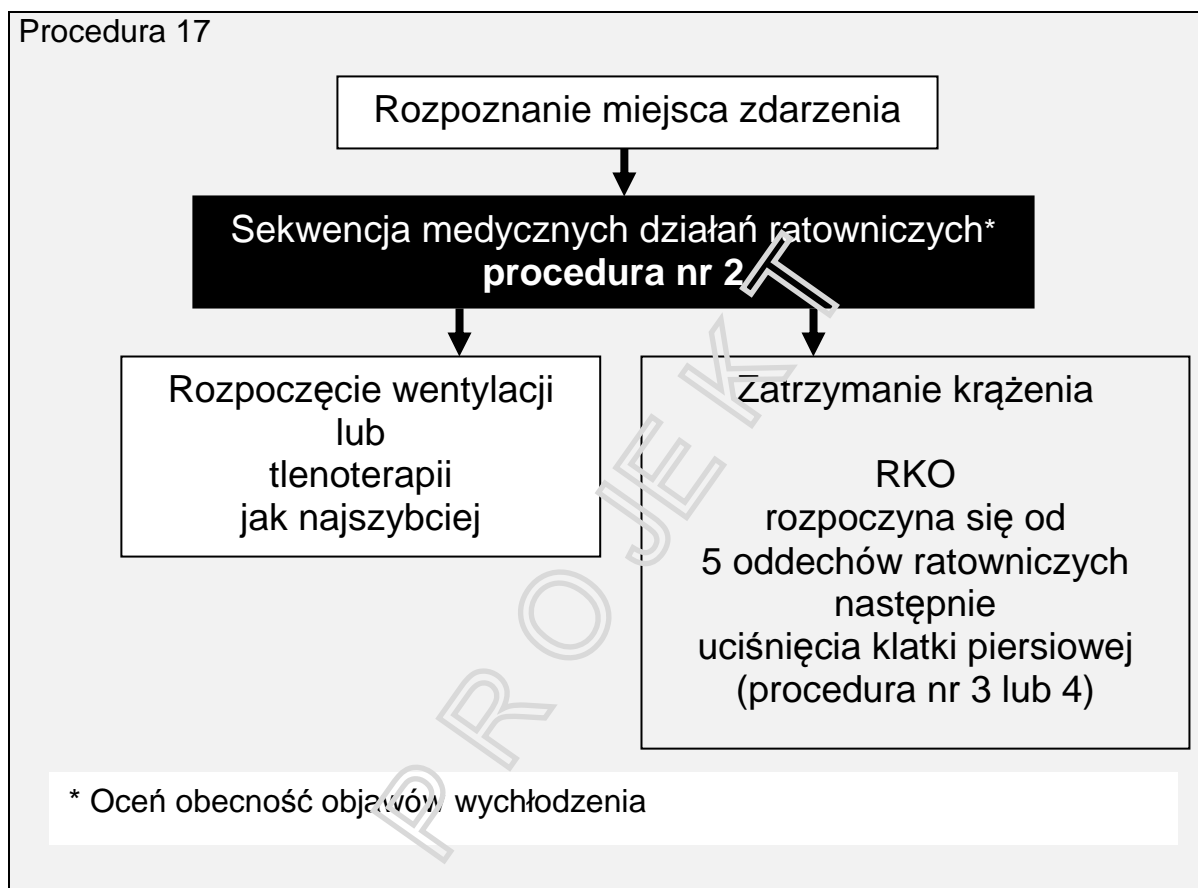 Procedura 17
Rozpoznanie miejsca zdarzenia
Sekwencja medycznych działań ratowniczych*
procedura nr 2
Rozpoczęcie wentylacji
lub
tlenoterapii
jak najszybciej
Zatrzymanie krążenia
RKO
rozpoczyna się od
5 oddechów ratowniczych
następnie
uciśnięcia klatki piersiowej
(procedura nr 3 lub 4)
* Oceń obecność objawów wychłodzenia
PROJEKT